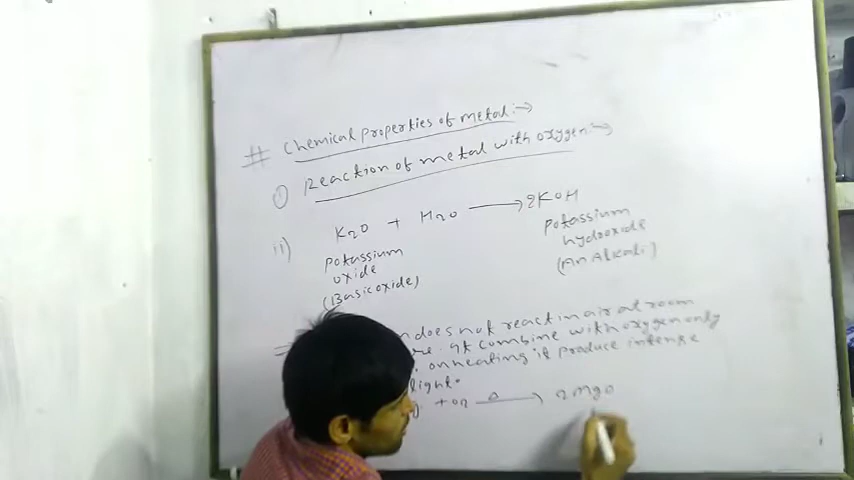 # Chemical properties of metal:→
① Reaction of metal with oxygen:→
ii) K₂O + H₂O ⟶ 2KOH
potassium oxide (Basic oxide)
potassium hydrooxide (An Alkali)
does not react in air at room
. It combine with oxygen only
. on heating it produce intense
light.
+ O₂ —Δ→ 2MgO